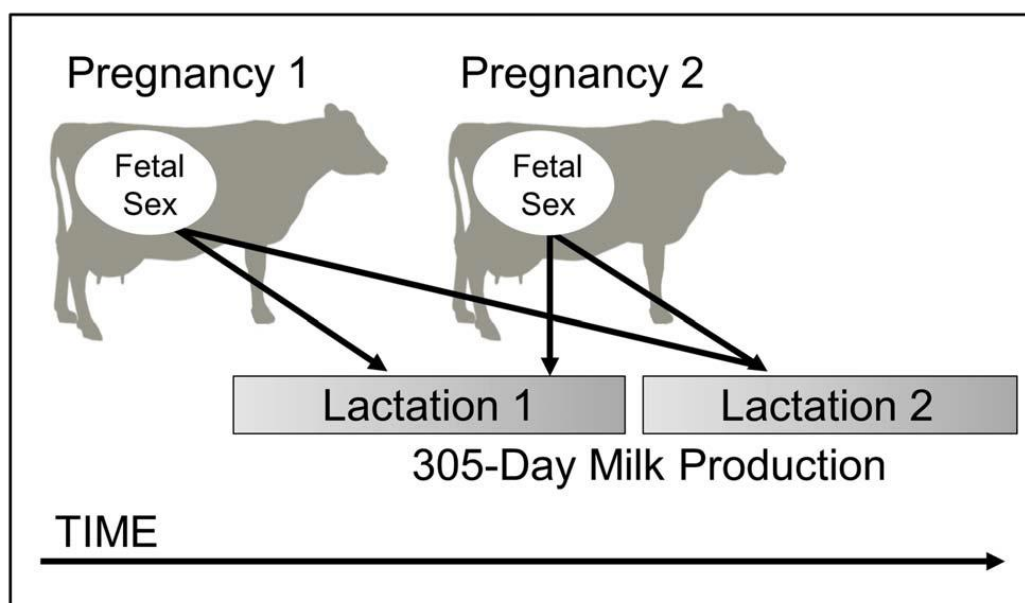 Pregnancy 1
Pregnancy 2
Fetal
Sex
Fetal
Sex
Lactation 1
Lactation 2
305-Day Milk Production
TIME